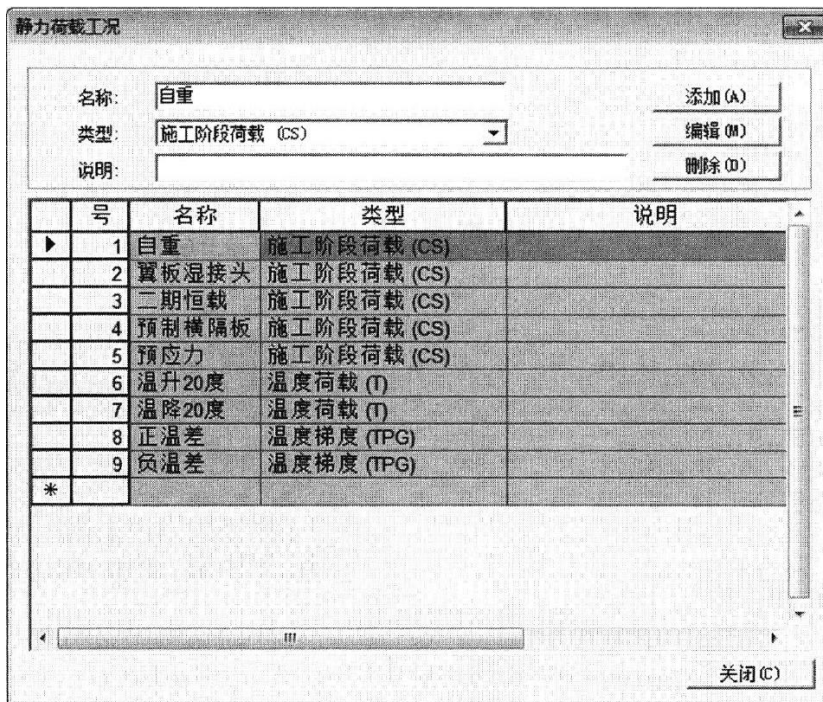 静力荷载工况
名称: 自重 添加(A)
类型: 施工阶段荷载 (CS) 编辑(M)
说明: 删除(D)
号 名称 类型 说明
1 自重 施工阶段荷载 (CS)
2 翼板湿接头 施工阶段荷载 (CS)
3 二期恒载 施工阶段荷载 (CS)
4 预制横隔板 施工阶段荷载 (CS)
5 预应力 施工阶段荷载 (CS)
6 温升20度 温度荷载 (T)
7 温降20度 温度荷载 (T)
8 正温差 温度梯度 (TPG)
9 负温差 温度梯度 (TPG)
*
关闭(C)